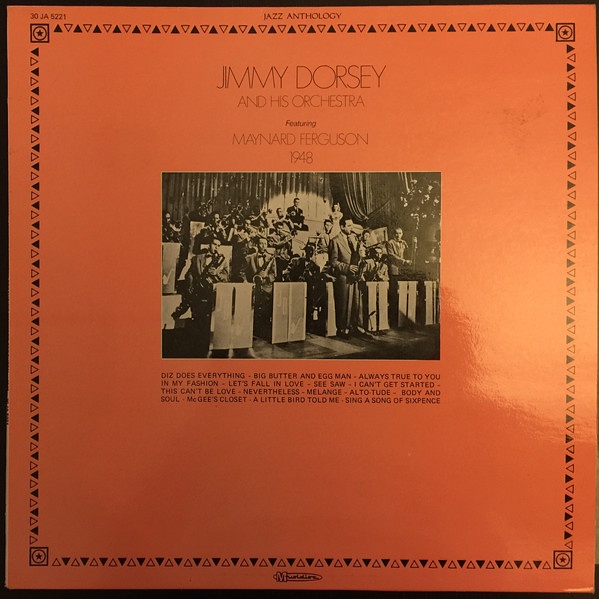 30 JA 5221
JAZZ ANTHOLOGY
JIMMY DORSEY
AND HIS ORCHESTRA
Featuring
MAYNARD FERGUSON
1948
DIZ DOES EVERYTHING - BIG BUTTER AND EGG MAN - ALWAYS TRUE TO YOU
IN MY FASHION - LET'S FALL IN LOVE - SEE SAW - I CAN'T GET STARTED -
THIS CAN'T BE LOVE - NEVERTHELESS - MELANGE - ALTO-TUDE - BODY AND
SOUL - McGEE'S CLOSET - A LITTLE BIRD TOLD ME - SING A SONG OF SIXPENCE
Musidisc